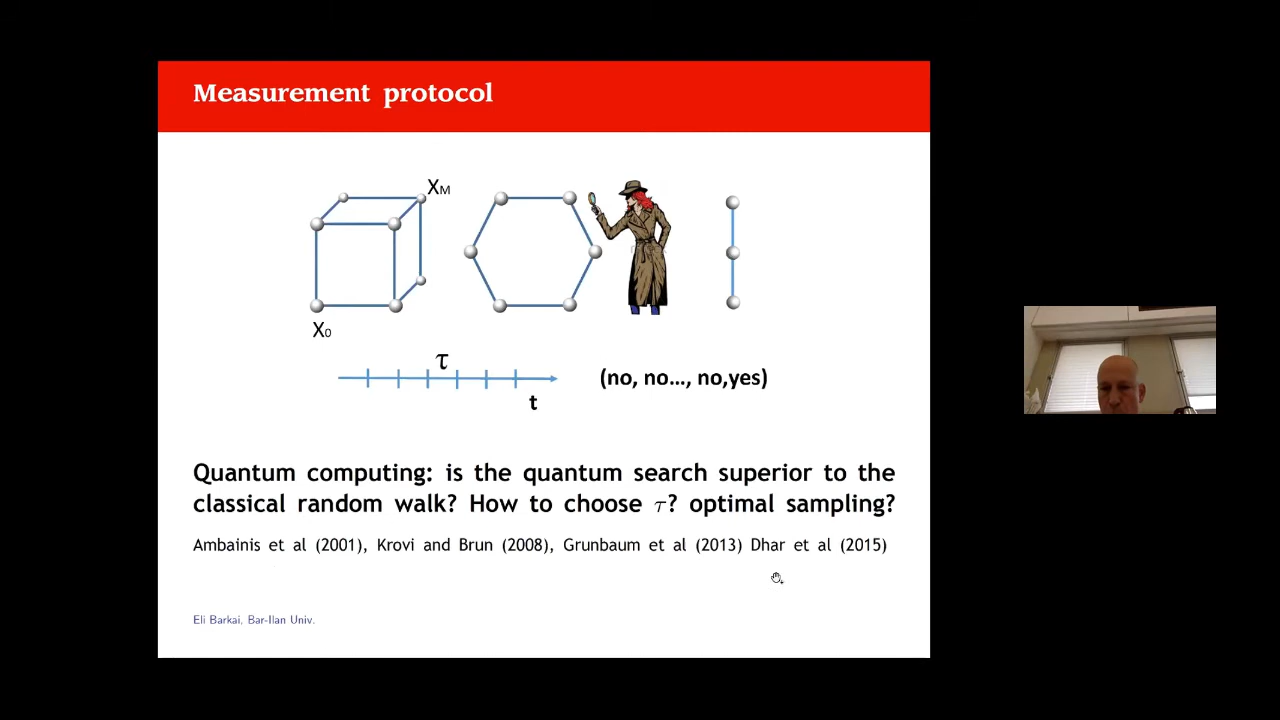 Measurement protocol
XM
X0
τ
(no, no..., no,yes)
t
Quantum computing: is the quantum search superior to the
classical random walk? How to choose τ? optimal sampling?
Ambainis et al (2001), Krovi and Brun (2008), Grunbaum et al (2013) Dhar et al (2015)
Eli Barkai, Bar-Ilan Univ.